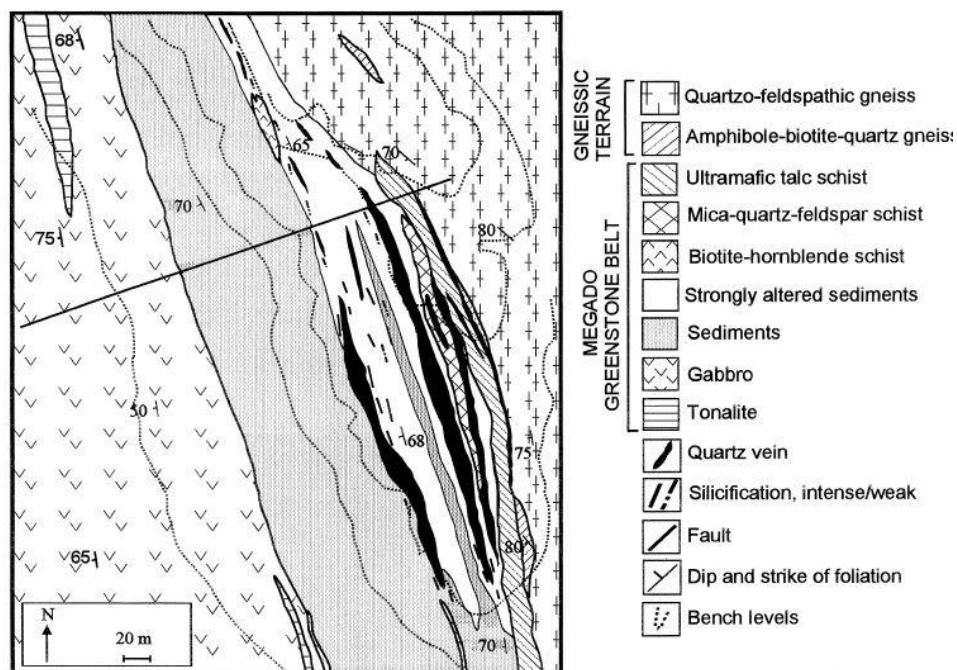 68
65
70
70
80
75
50
68
75
80
65
70
N
20 m
GNEISSIC
TERRAIN
Quartzo-feldspathic gneiss
Amphibole-biotite-quartz gneiss
MEGADO
GREENSTONE BELT
Ultramafic talc schist
Mica-quartz-feldspar schist
Biotite-hornblende schist
Strongly altered sediments
Sediments
Gabbro
Tonalite
Quartz vein
Silicification, intense/weak
Fault
Dip and strike of foliation
Bench levels